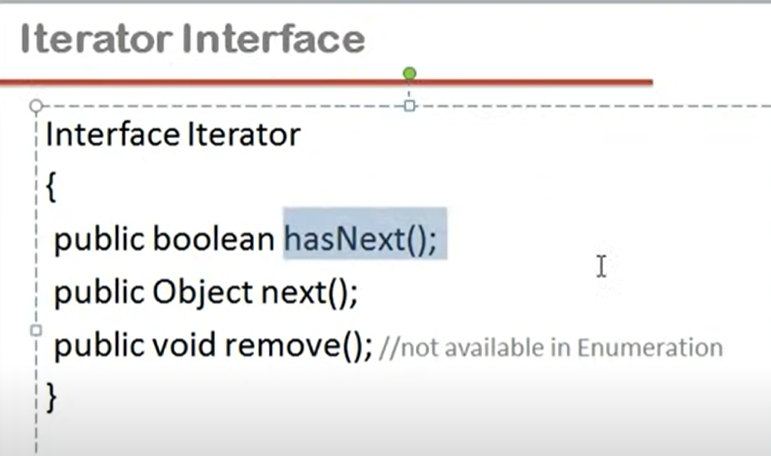 Iterator Interface
Interface Iterator
{
public boolean hasNext();
public Object next();
public void remove(); //not available in Enumeration
}